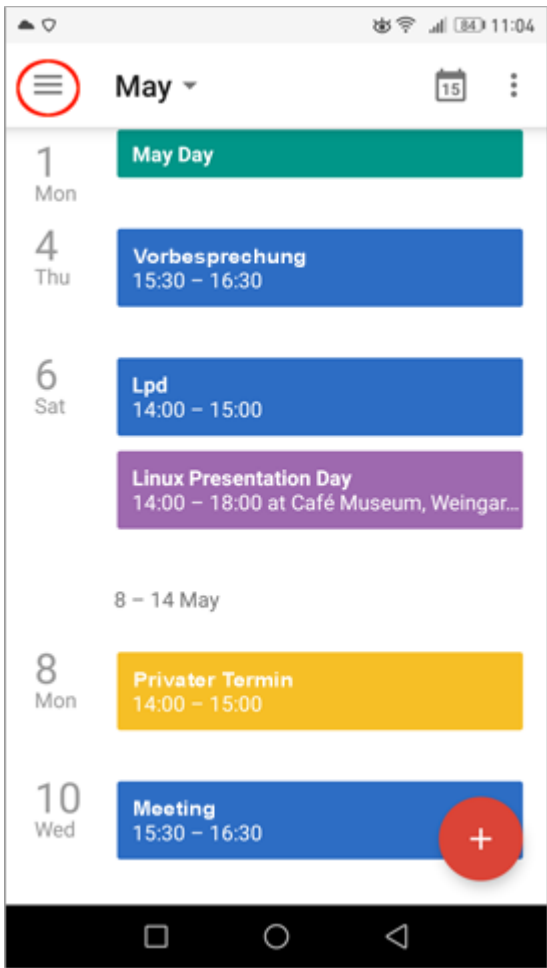 84 11:04
May 15
1 Mon
May Day
4 Thu
Vorbesprechung
15:30 – 16:30
6 Sat
Lpd
14:00 – 15:00
Linux Presentation Day
14:00 – 18:00 at Café Museum, Weingar...
8 – 14 May
8 Mon
Privater Termin
14:00 – 15:00
10 Wed
Meeting
15:30 – 16:30